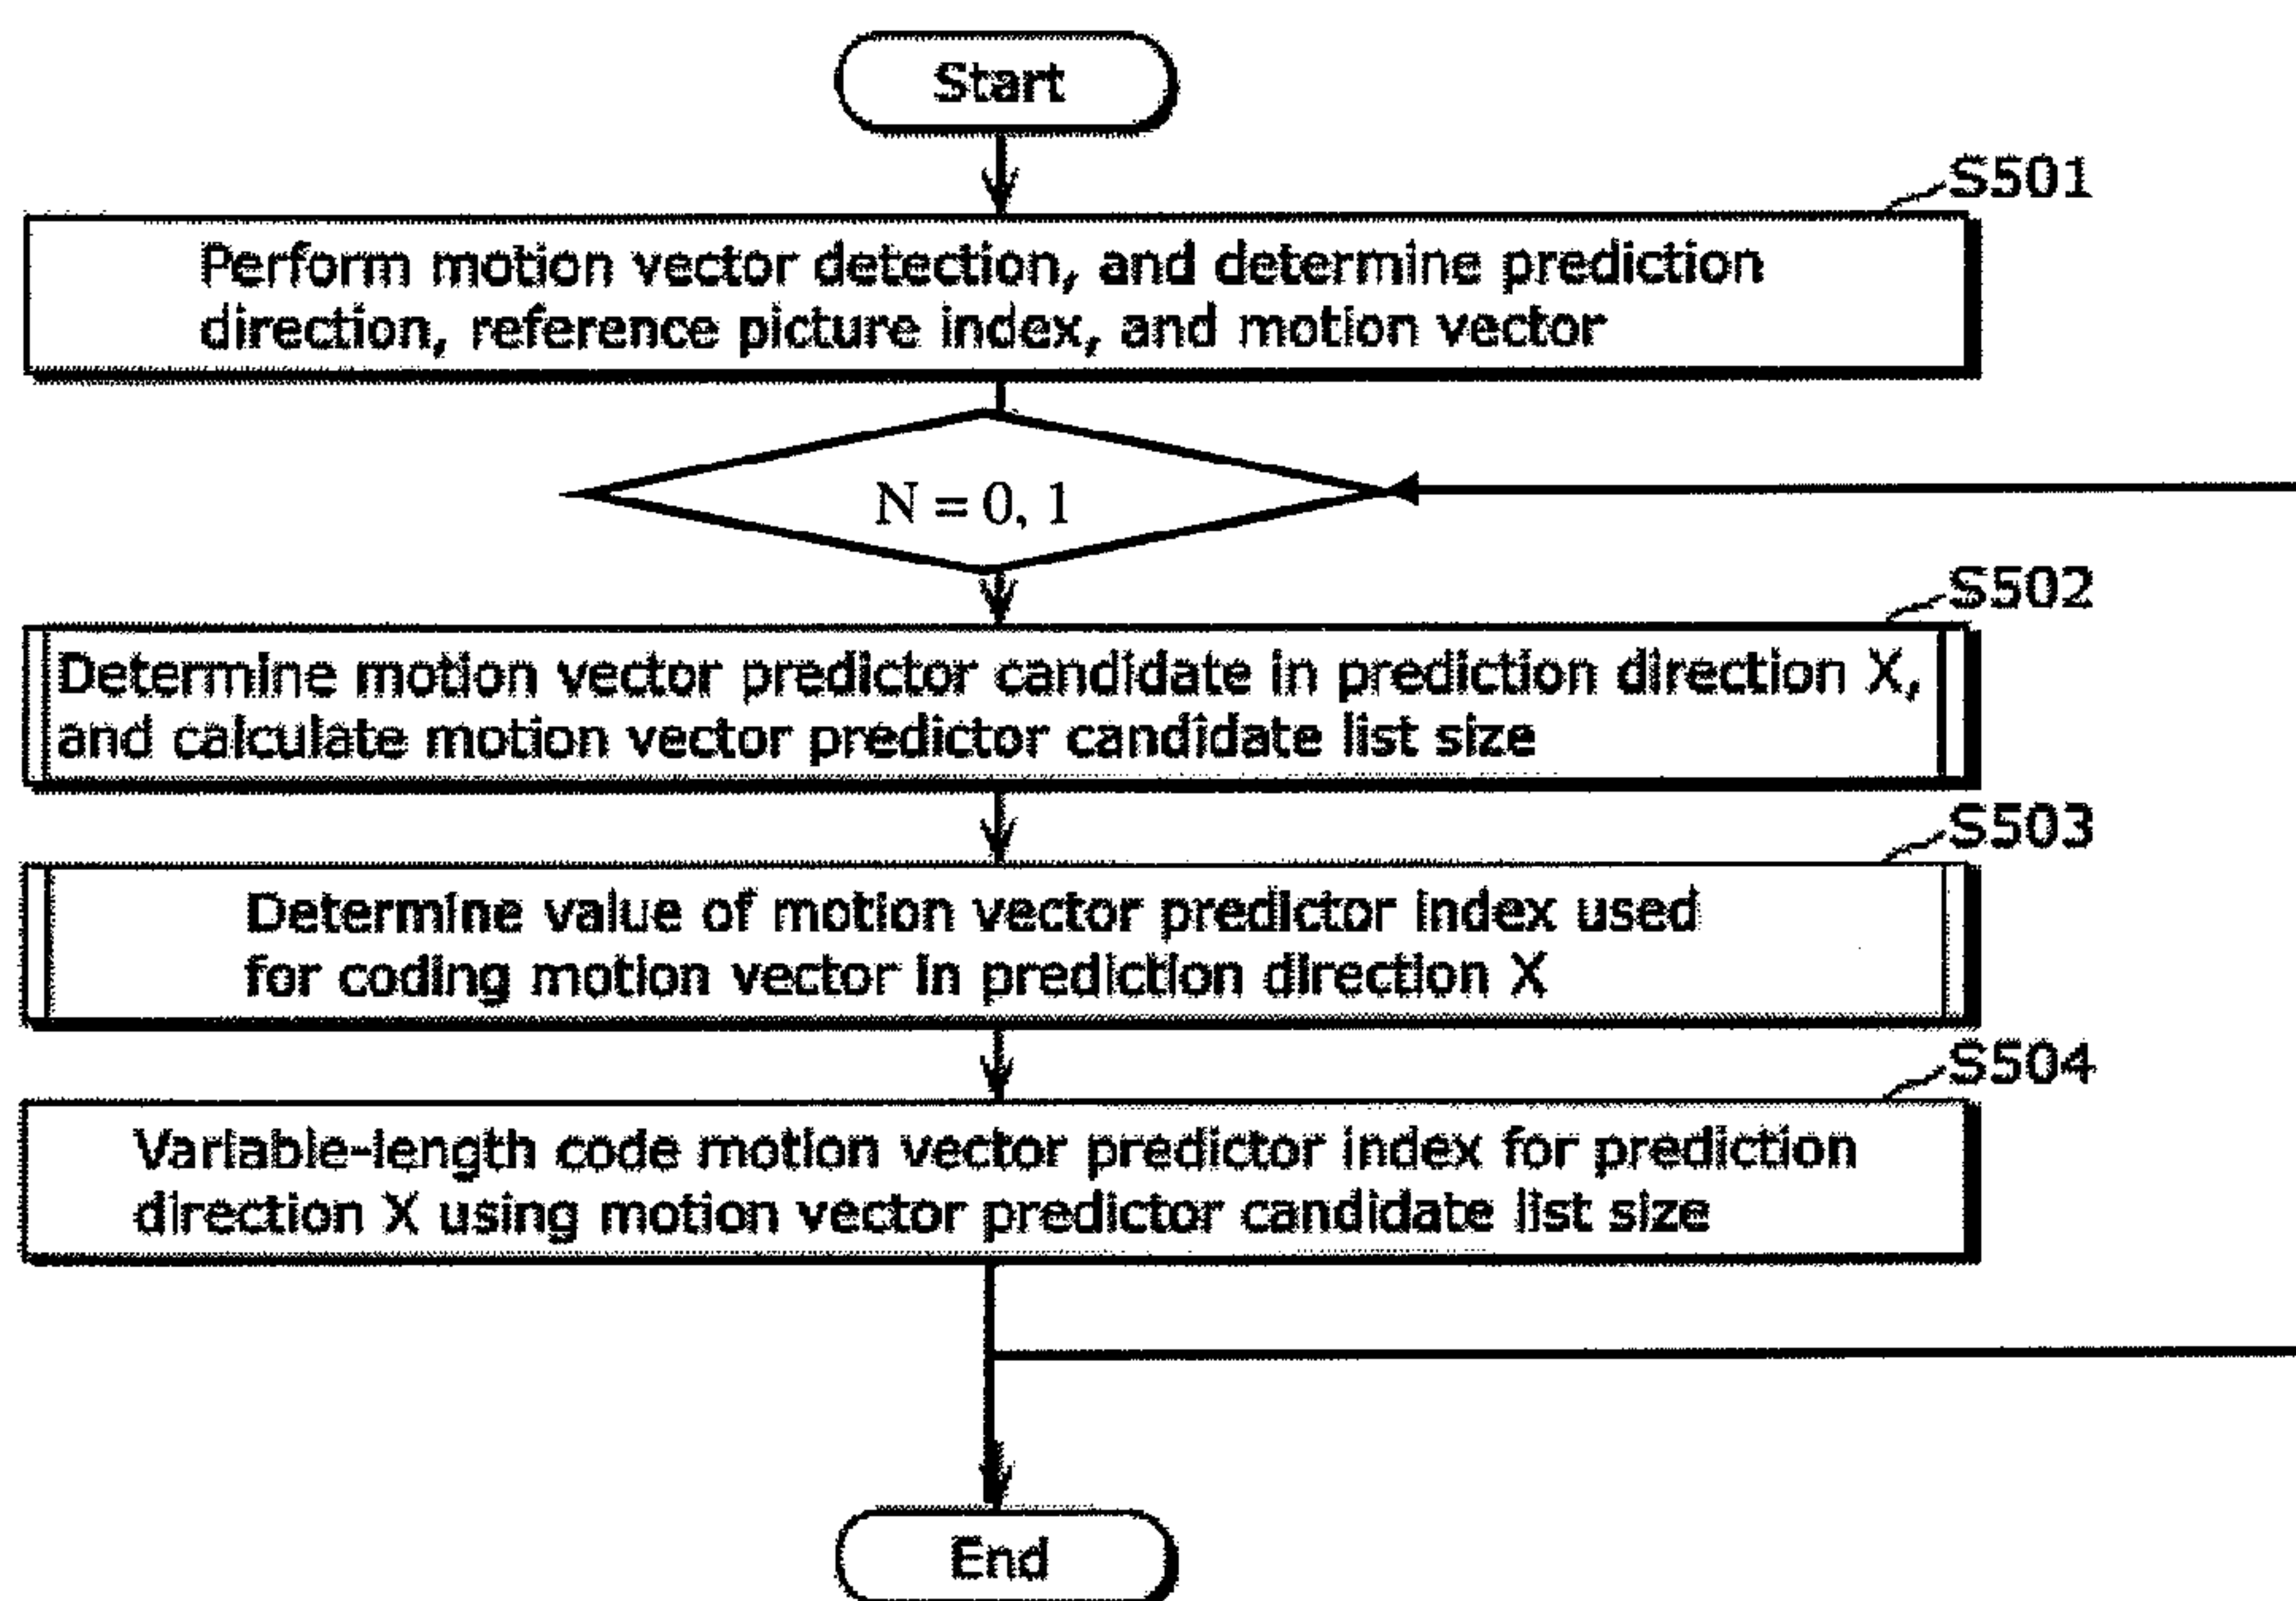 Start
S501
Perform motion vector detection, and determine prediction
direction, reference picture index, and motion vector
N = 0, 1
S502
Determine motion vector predictor candidate in prediction direction X,
and calculate motion vector predictor candidate list size
S503
Determine value of motion vector predictor index used
for coding motion vector in prediction direction X
S504
Variable-length code motion vector predictor index for prediction
direction X using motion vector predictor candidate list size
End